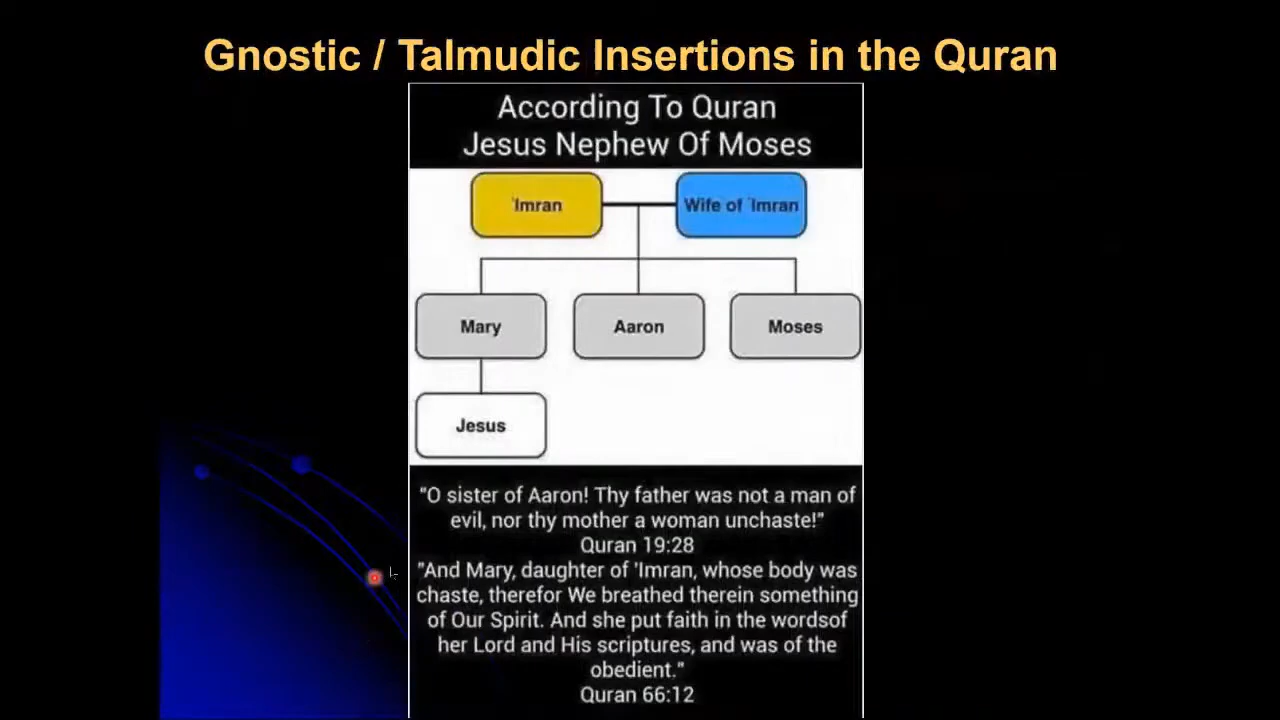 Gnostic / Talmudic Insertions in the Quran
According To Quran
Jesus Nephew Of Moses
'Imran
Wife of 'Imran
Mary
Aaron
Moses
Jesus
"O sister of Aaron! Thy father was not a man of
evil, nor thy mother a woman unchaste!"
Quran 19:28
"And Mary, daughter of 'Imran, whose body was
chaste, therefor We breathed therein something
of Our Spirit. And she put faith in the wordsof
her Lord and His scriptures, and was of the
obedient."
Quran 66:12